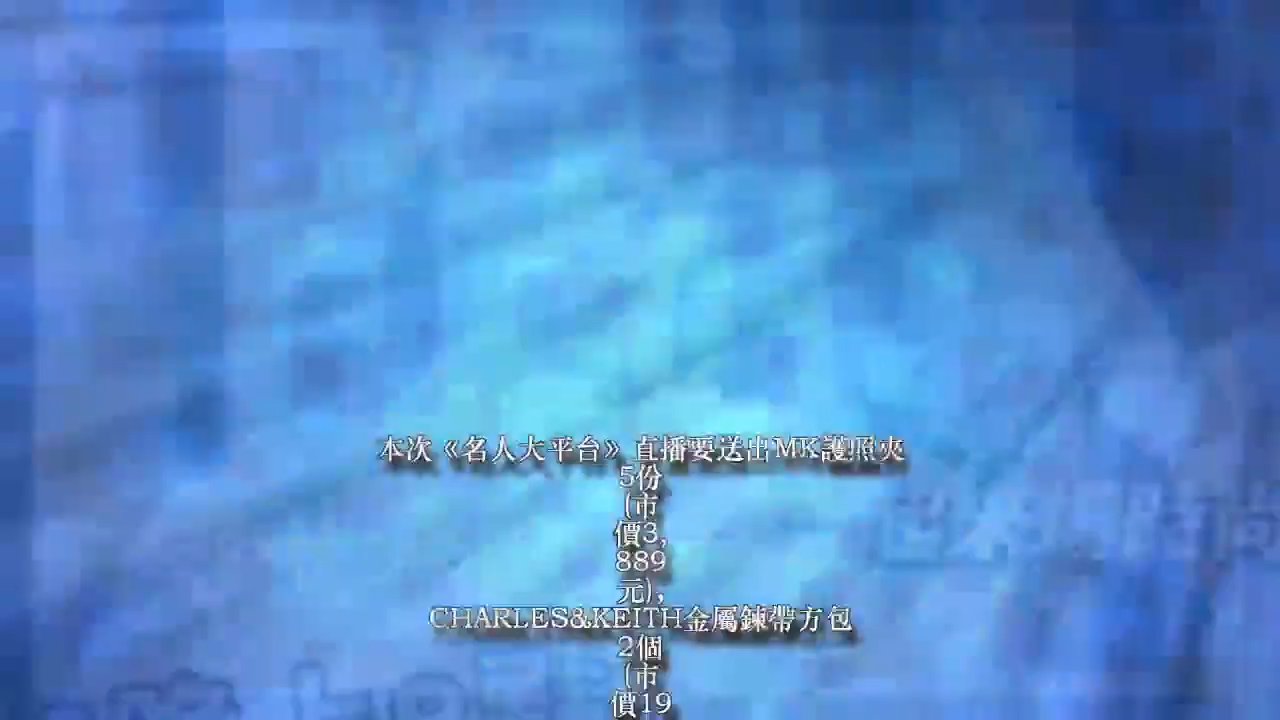 本次《名人大平台》直播要送出MK護照夾
5份
(市
價3,
889
元),
CHARLES&KEITH金屬鍊帶方包
2個
(市
價19